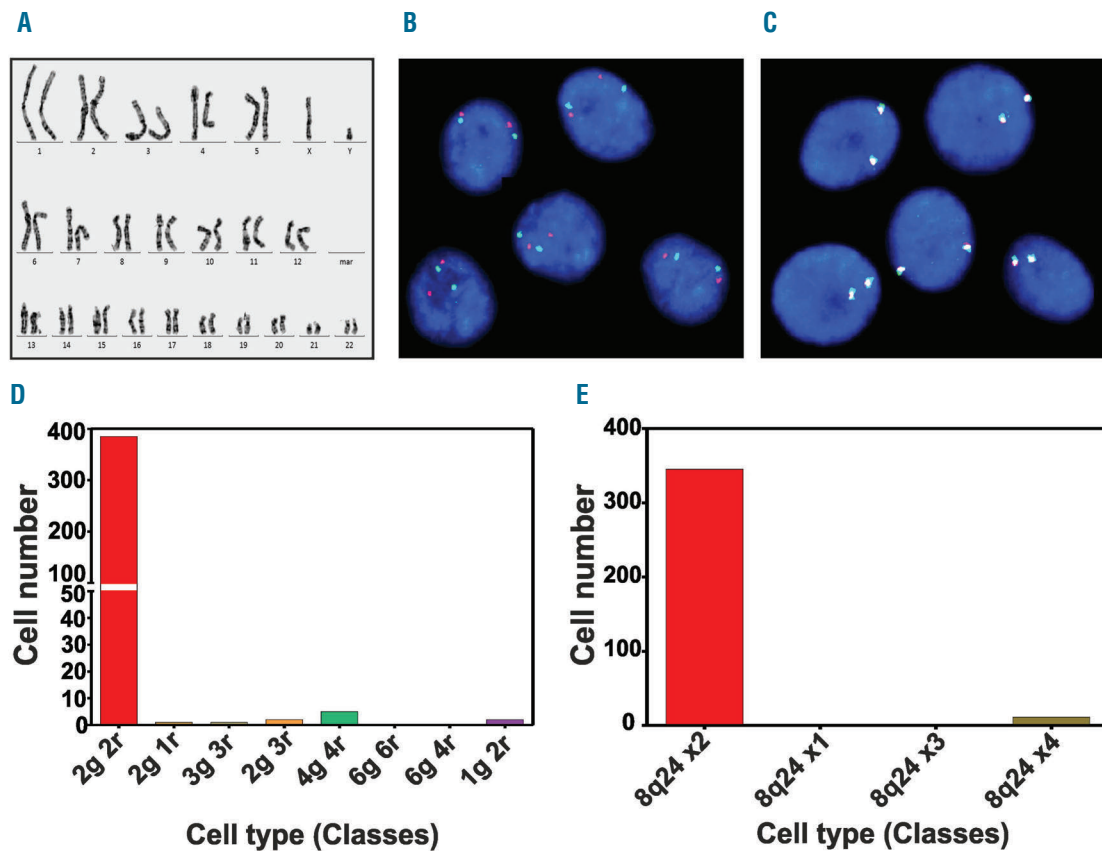 A
B
C
1 2 3 4 5 X Y
6 7 8 9 10 11 12 mar
13 14 15 16 17 18 19 20 21 22
D
Cell number
400
300
200
100
50
40
30
20
10
0
2g 2r
2g 1r
3g 3r
2g 3r
4g 4r
6g 6r
6g 4r
1g 2r
Cell type (Classes)
E
Cell number
400
300
200
100
0
8q24 x2
8q24 x1
8q24 x3
8q24 x4
Cell type (Classes)